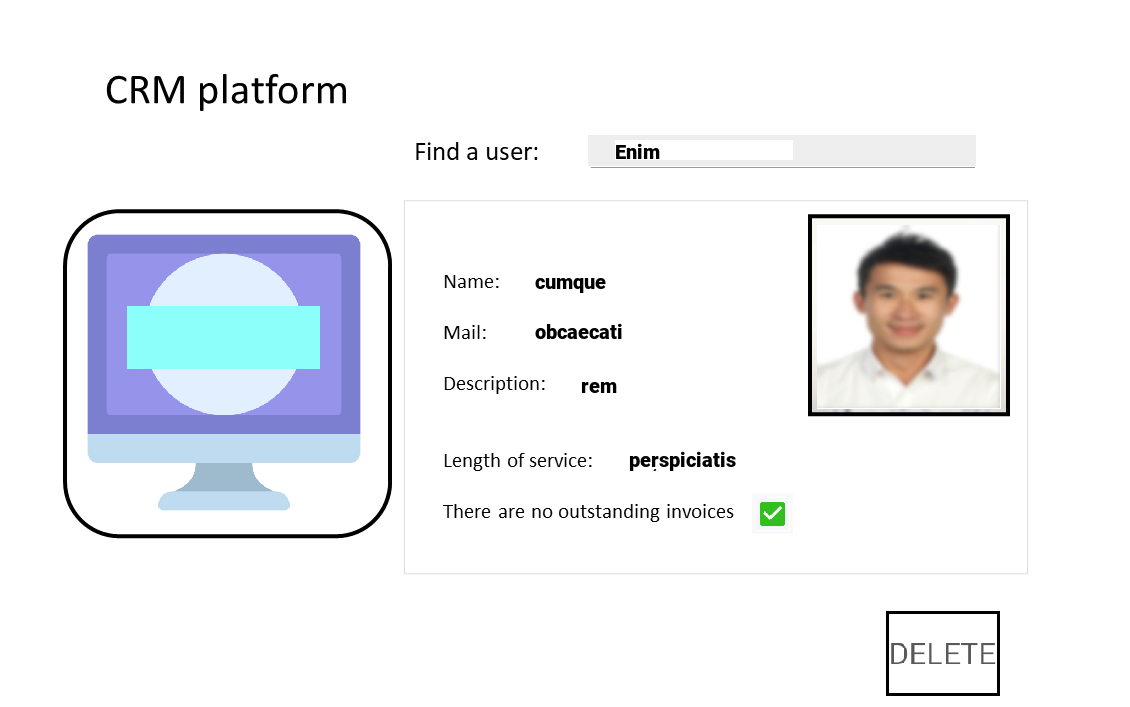 CRM platform
Find a user: Enim
Name: cumque
Mail: obcaecati
Description: rem
Length of service: perspiciatis
There are no outstanding invoices
DELETE